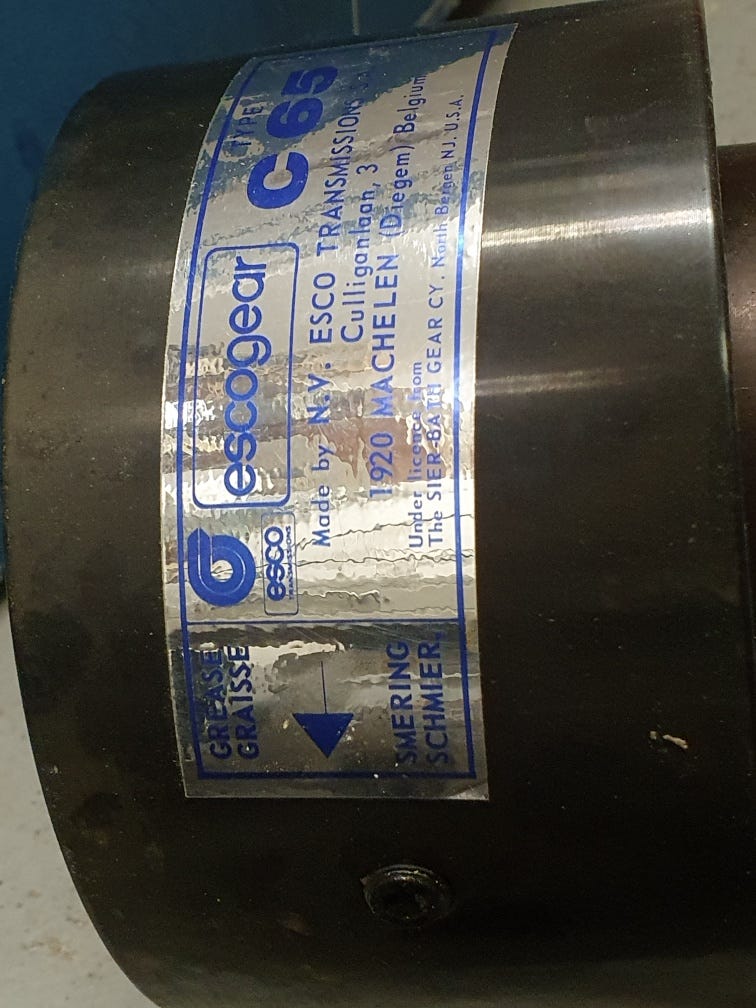 GREASE
GRAISSE
SMERING
SCHMIER.
escogear
TYPE
C 65
esco
TRANSMISSIONS
Made by N.V. ESCO TRANSMISSIONS
Culliganlaan, 3
1920 MACHELEN (Diegem) Belgium
Under licence from
The SIER-BATH GEAR CY. North Bergen NJ. U.S.A.